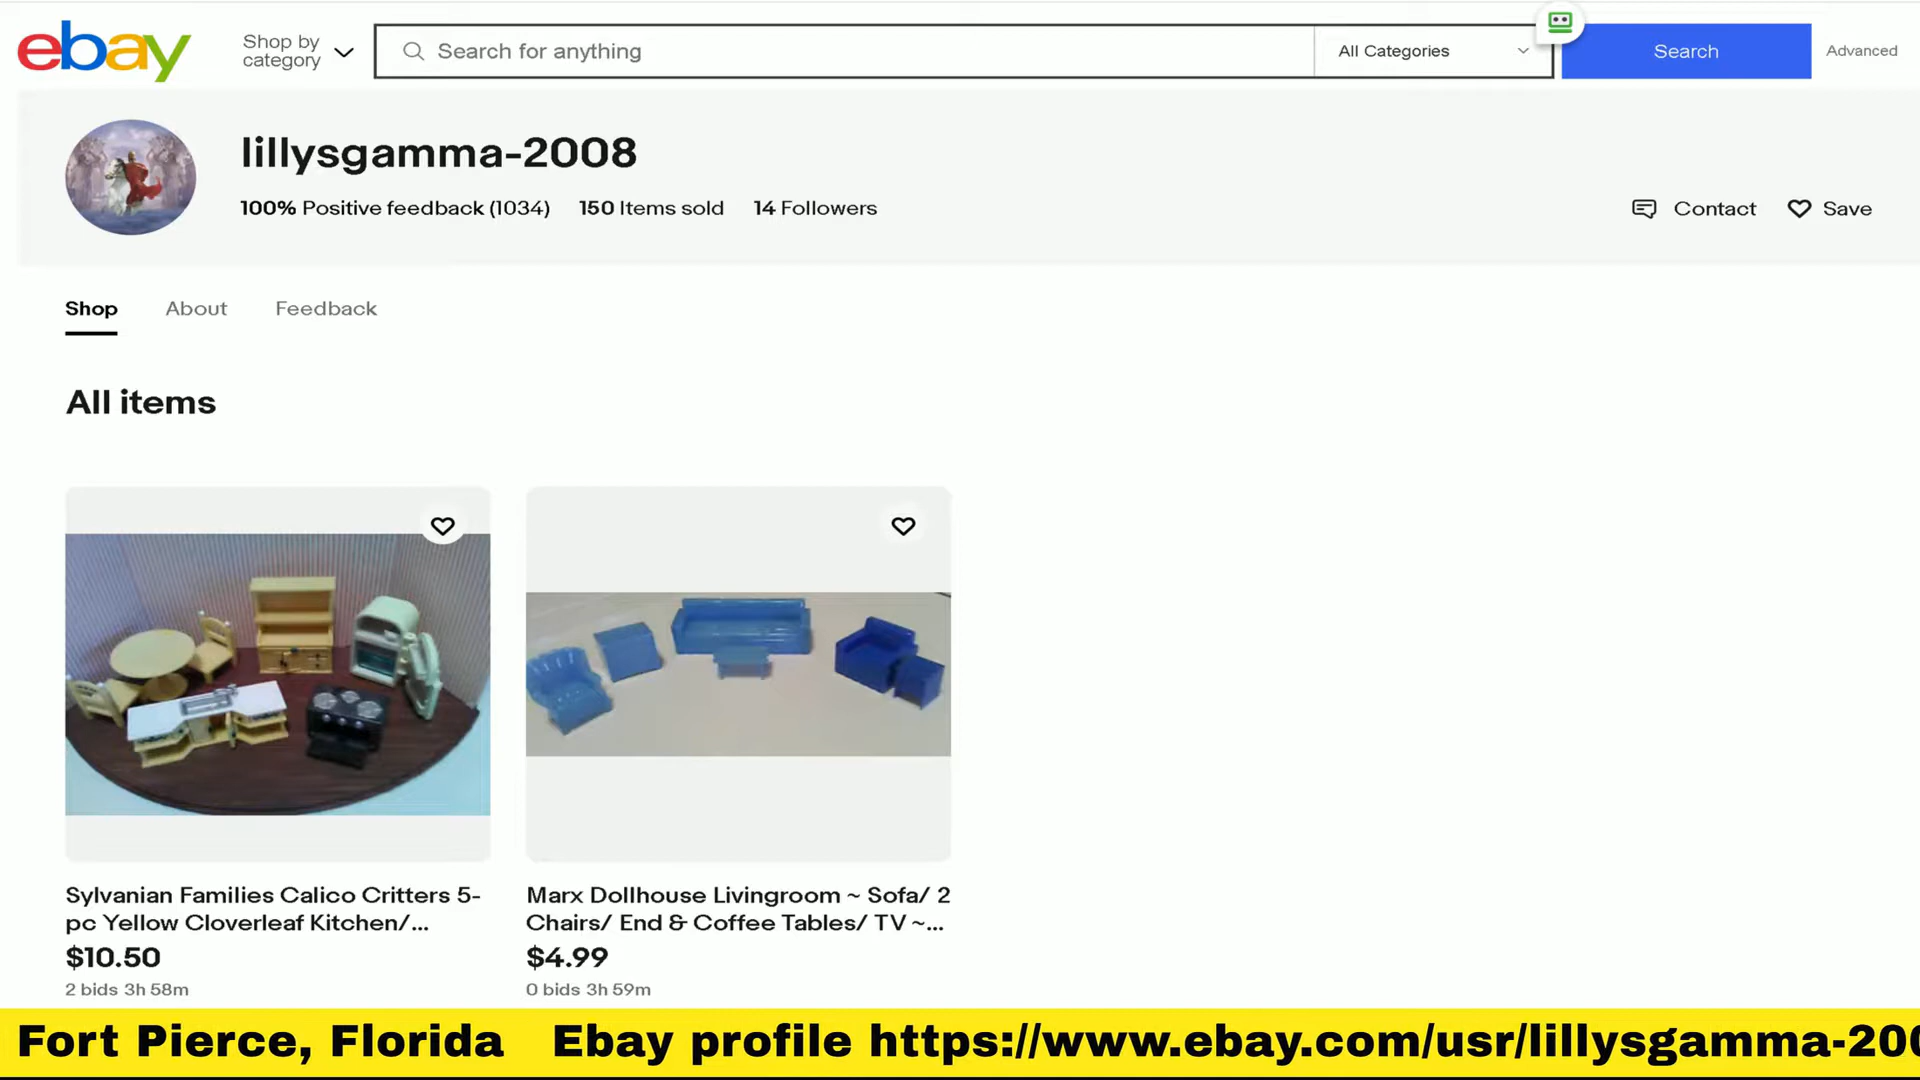 ebay
Shop by
category
Search for anything
All Categories
Search
Advanced
lillysgamma-2008
100% Positive feedback (1034) 150 Items sold 14 Followers
Contact
Save
Shop
About
Feedback
All items
Sylvanian Families Calico Critters 5-
pc Yellow Cloverleaf Kitchen/...
$10.50
2 bids 3h 58m
Marx Dollhouse Livingroom ~ Sofa/ 2
Chairs/ End & Coffee Tables/ TV ~...
$4.99
0 bids 3h 59m
Fort Pierce, Florida Ebay profile https://www.ebay.com/usr/lillysgamma-200